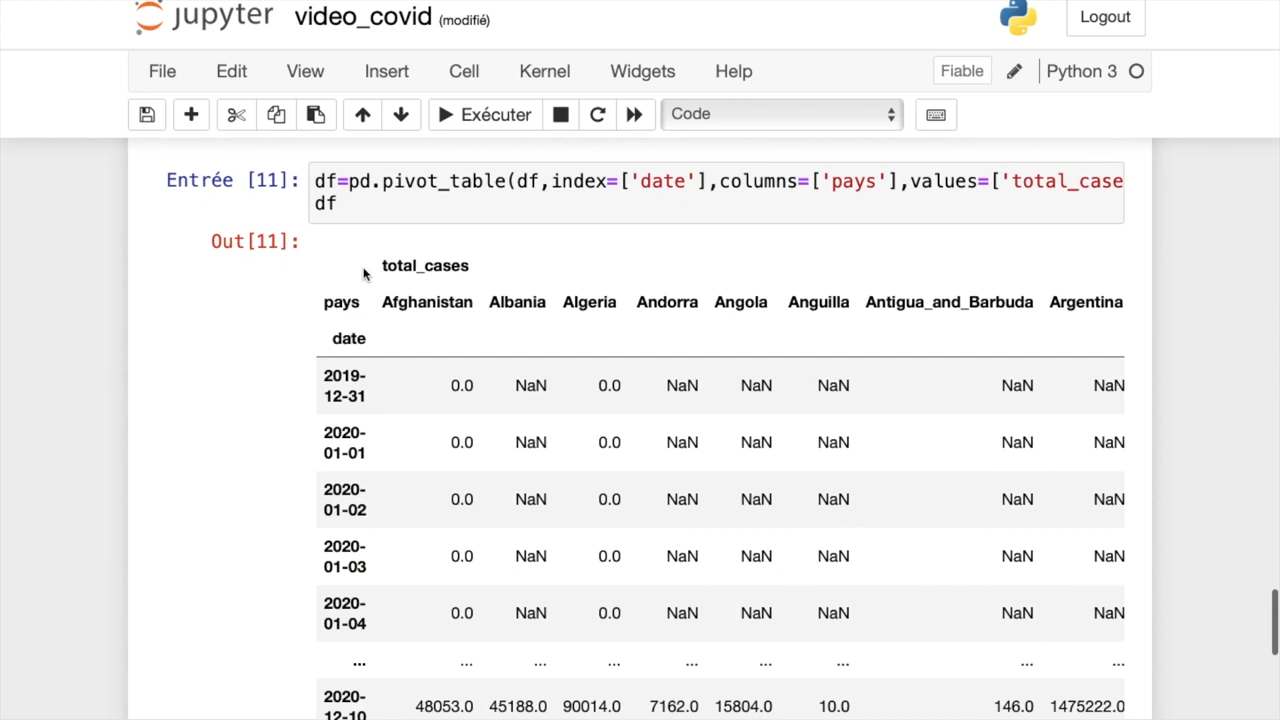 jupyter video_covid (modifié) Logout
File Edit View Insert Cell Kernel Widgets Help Fiable Python 3
Exécuter Code
Entrée [11]: df=pd.pivot_table(df,index=['date'],columns=['pays'],values=['total_case
df
Out[11]:
total_cases
pays Afghanistan Albania Algeria Andorra Angola Anguilla Antigua_and_Barbuda Argentina
date
2019-
12-31 0.0 NaN 0.0 NaN NaN NaN NaN NaN
2020-
01-01 0.0 NaN 0.0 NaN NaN NaN NaN NaN
2020-
01-02 0.0 NaN 0.0 NaN NaN NaN NaN NaN
2020-
01-03 0.0 NaN 0.0 NaN NaN NaN NaN NaN
2020-
01-04 0.0 NaN 0.0 NaN NaN NaN NaN NaN
... ... ... ... ... ... ... ... ...
2020-
12-10 48053.0 45188.0 90014.0 7162.0 15804.0 10.0 146.0 1475222.0